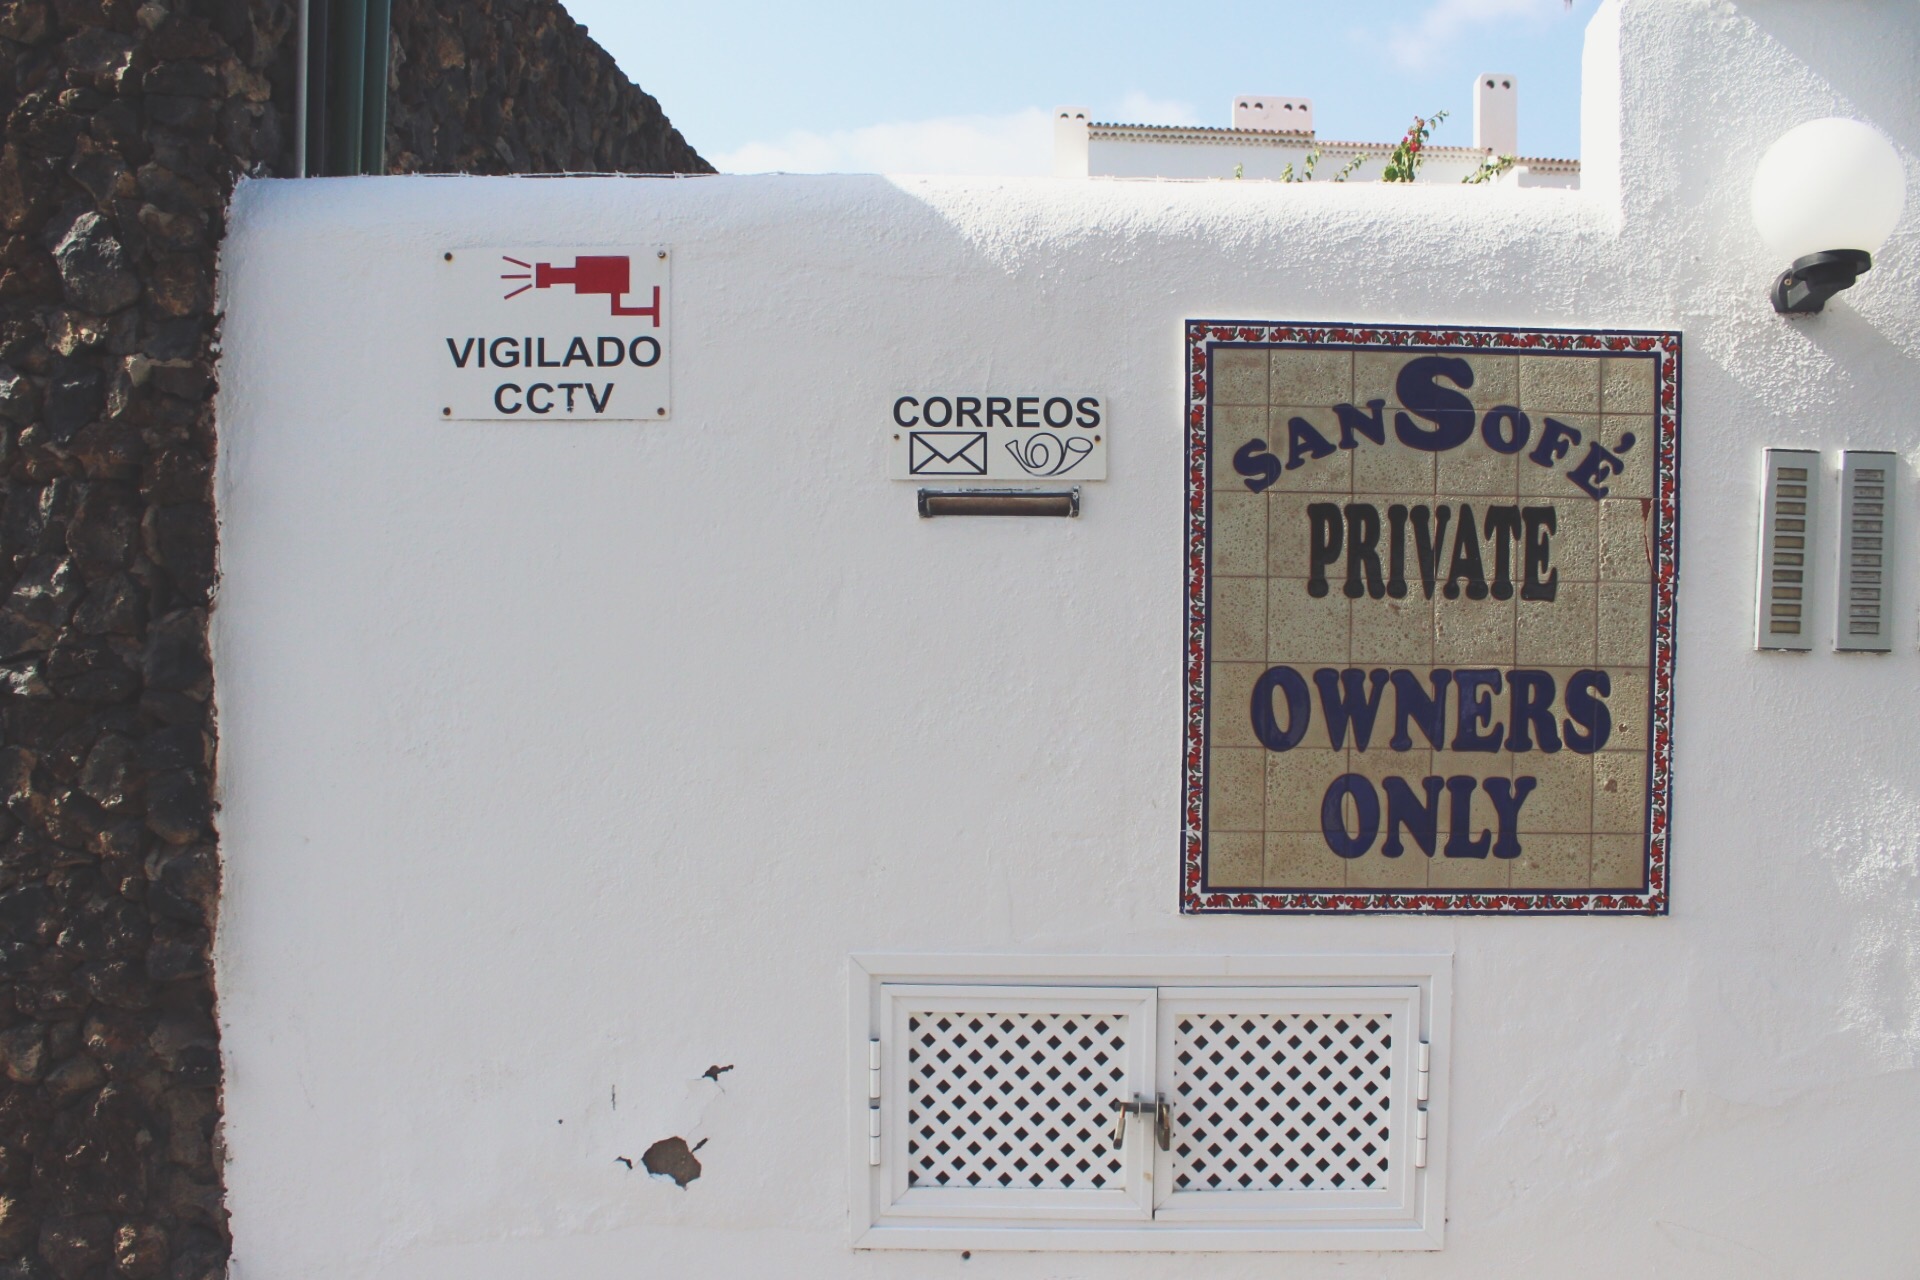 VIGILADO
CCTV
CORREOS
SANSOFÉ
PRIVATE
OWNERS
ONLY